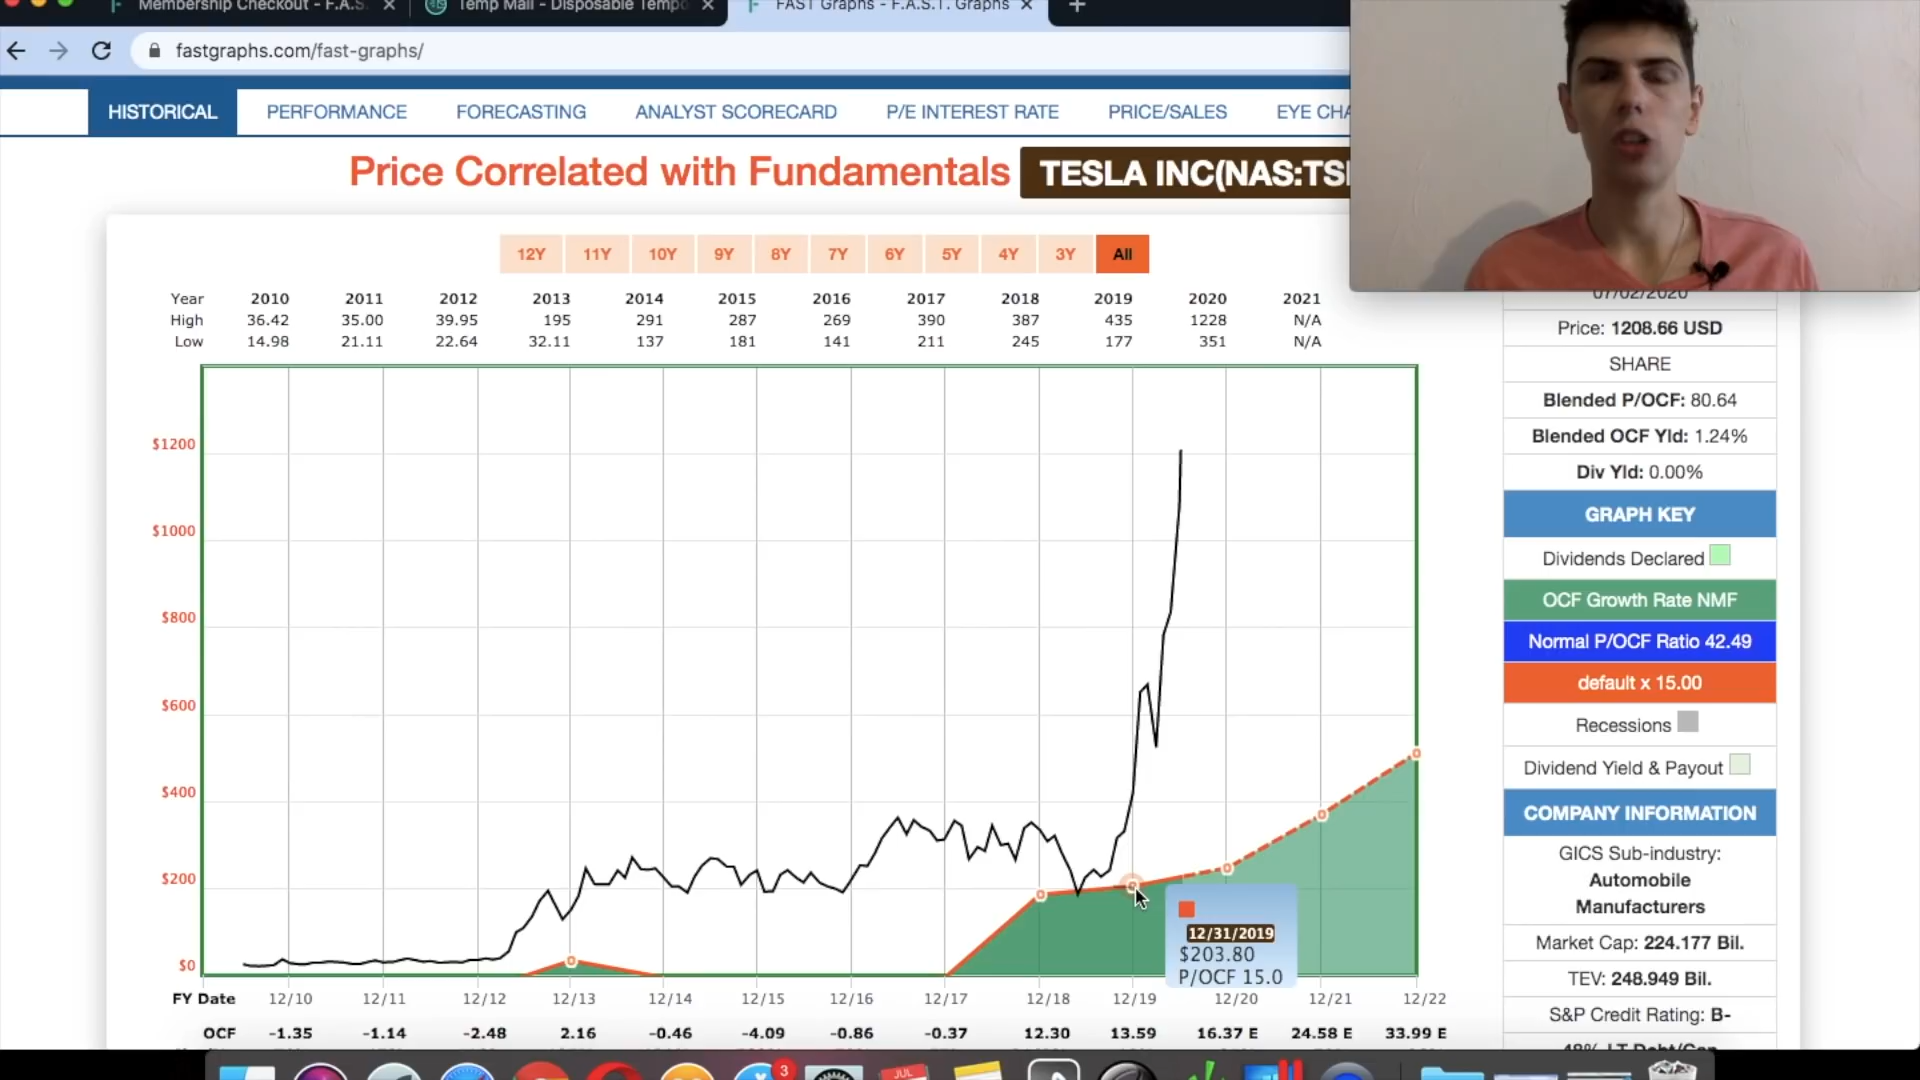 Membership Checkout - F.A.S.
Temp Mail - Disposable Tempo
FAST Graphs - F.A.S.T. Graphs
fastgraphs.com/fast-graphs/
HISTORICAL PERFORMANCE FORECASTING ANALYST SCORECARD P/E INTEREST RATE PRICE/SALES EYE CHA
Price Correlated with Fundamentals TESLA INC(NAS:TS
12Y 11Y 10Y 9Y 8Y 7Y 6Y 5Y 4Y 3Y All
Year 2010 2011 2012 2013 2014 2015 2016 2017 2018 2019 2020 2021
High 36.42 35.00 39.95 195 291 287 269 390 387 435 1228 N/A
Low 14.98 21.11 22.64 32.11 137 181 141 211 245 177 351 N/A
$1200
$1000
$800
$600
$400
$200
$0
12/31/2019
$203.80
P/OCF 15.0
FY Date 12/10 12/11 12/12 12/13 12/14 12/15 12/16 12/17 12/18 12/19 12/20 12/21 12/22
OCF -1.35 -1.14 -2.48 2.16 -0.46 -4.09 -0.86 -0.37 12.30 13.59 16.37 E 24.58 E 33.99 E
07/02/2020
Price: 1208.66 USD
SHARE
Blended P/OCF: 80.64
Blended OCF Yld: 1.24%
Div Yld: 0.00%
GRAPH KEY
Dividends Declared
OCF Growth Rate NMF
Normal P/OCF Ratio 42.49
default x 15.00
Recessions
Dividend Yield & Payout
COMPANY INFORMATION
GICS Sub-industry:
Automobile
Manufacturers
Market Cap: 224.177 Bil.
TEV: 248.949 Bil.
S&P Credit Rating: B-
3
JUL